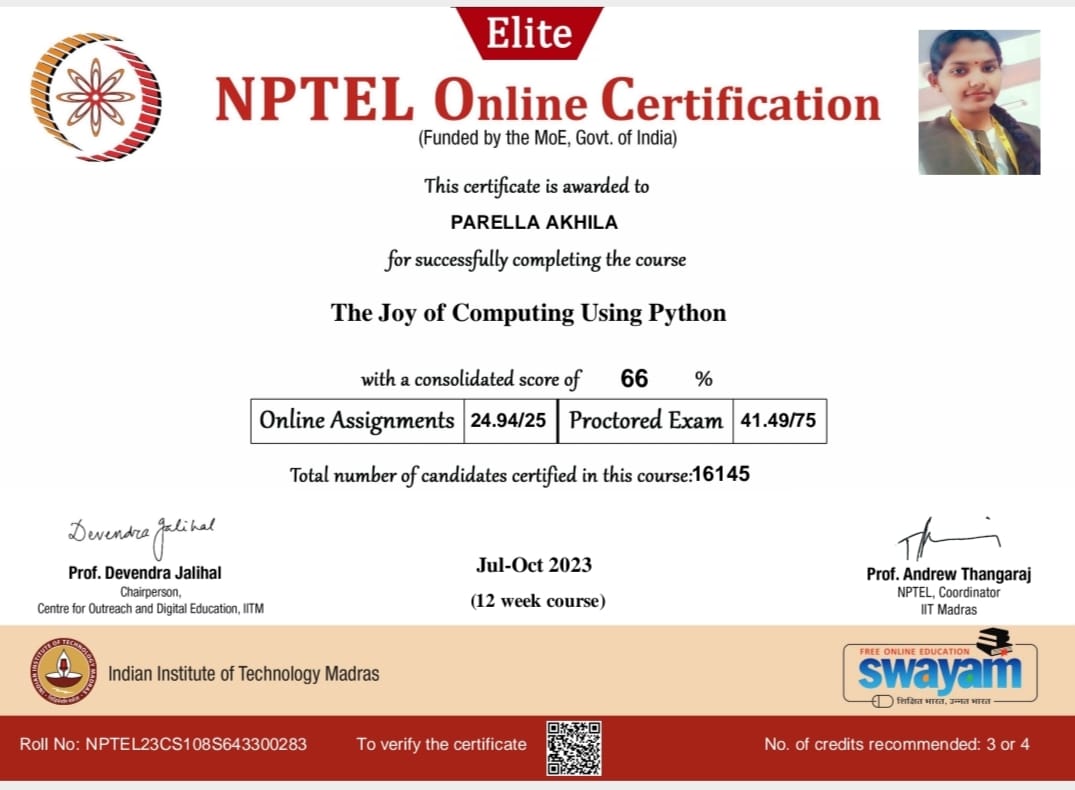 Elite
NPTEL Online Certification
(Funded by the MoE, Govt. of India)
This certificate is awarded to
PARELLA AKHILA
for successfully completing the course
The Joy of Computing Using Python
with a consolidated score of 66 %
Online Assignments 24.94/25 Proctored Exam 41.49/75
Total number of candidates certified in this course:16145
Devendra Jalihal
Prof. Devendra Jalihal
Chairperson,
Centre for Outreach and Digital Education, IITM
Jul-Oct 2023
(12 week course)
Prof. Andrew Thangaraj
NPTEL, Coordinator
IIT Madras
Indian Institute of Technology Madras
FREE ONLINE EDUCATION
swayam
शिक्षित भारत, उन्नत भारत
Roll No: NPTEL23CS108S643300283
To verify the certificate
No. of credits recommended: 3 or 4